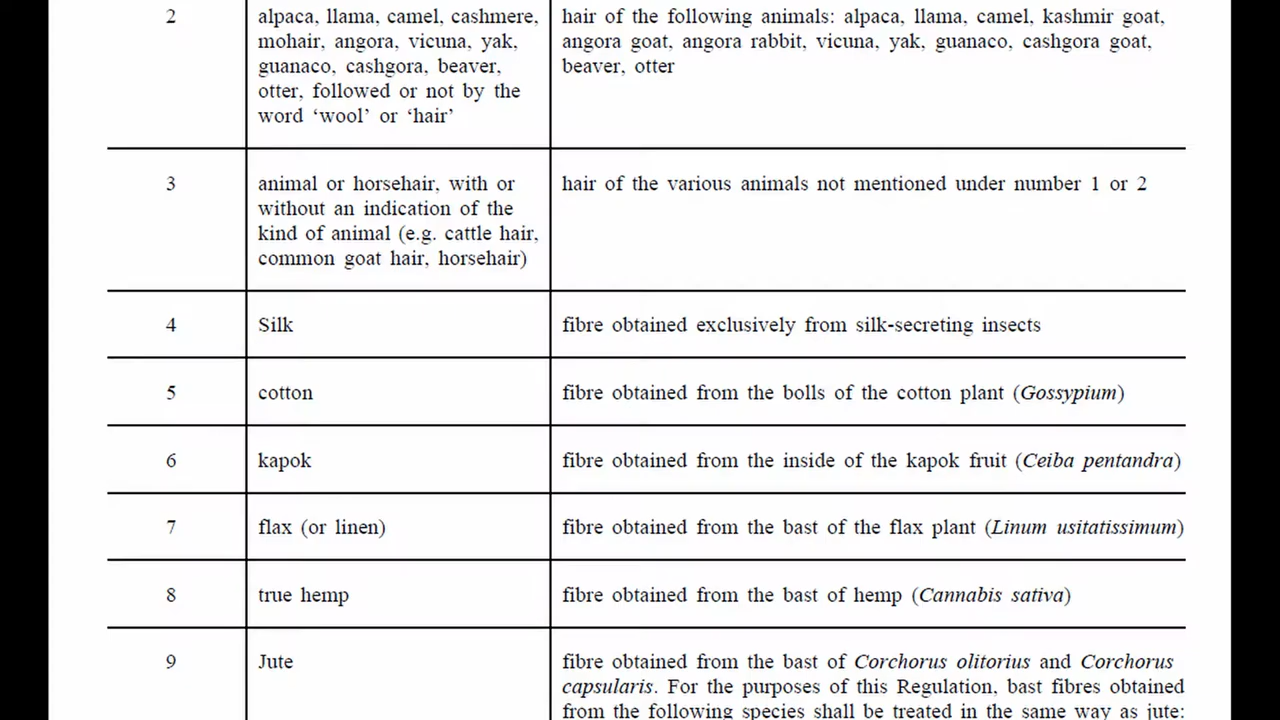 2
alpaca, llama, camel, cashmere,
mohair, angora, vicuna, yak,
guanaco, cashgora, beaver,
otter, followed or not by the
word ‘wool’ or ‘hair’
hair of the following animals: alpaca, llama, camel, kashmir goat,
angora goat, angora rabbit, vicuna, yak, guanaco, cashgora goat,
beaver, otter
3
animal or horsehair, with or
without an indication of the
kind of animal (e.g. cattle hair,
common goat hair, horsehair)
hair of the various animals not mentioned under number 1 or 2
4
Silk
fibre obtained exclusively from silk-secreting insects
5
cotton
fibre obtained from the bolls of the cotton plant (Gossypium)
6
kapok
fibre obtained from the inside of the kapok fruit (Ceiba pentandra)
7
flax (or linen)
fibre obtained from the bast of the flax plant (Linum usitatissimum)
8
true hemp
fibre obtained from the bast of hemp (Cannabis sativa)
9
Jute
fibre obtained from the bast of Corchorus olitorius and Corchorus
capsularis. For the purposes of this Regulation, bast fibres obtained
from the following species shall be treated in the same way as jute: